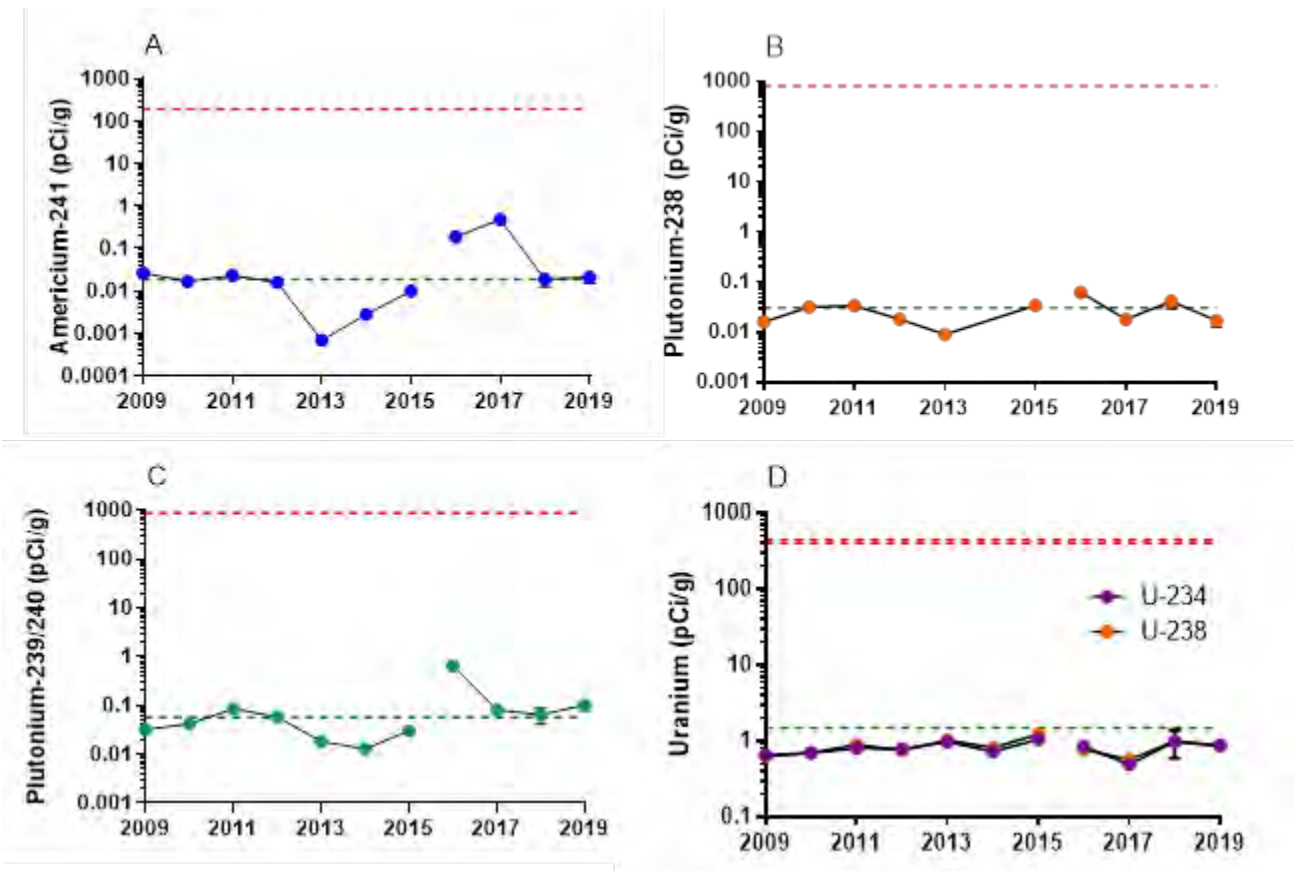 A
Americium-241 (pCi/g)
1000
100
10
1
0.1
0.01
0.001
0.0001
2009 2011 2013 2015 2017 2019
B
Plutonium-238 (pCi/g)
1000
100
10
1
0.1
0.01
0.001
2009 2011 2013 2015 2017 2019
C
Plutonium-239/240 (pCi/g)
1000
100
10
1
0.1
0.01
0.001
2009 2011 2013 2015 2017 2019
D
Uranium (pCi/g)
1000
100
10
1
0.1
U-234
U-238
2009 2011 2013 2015 2017 2019